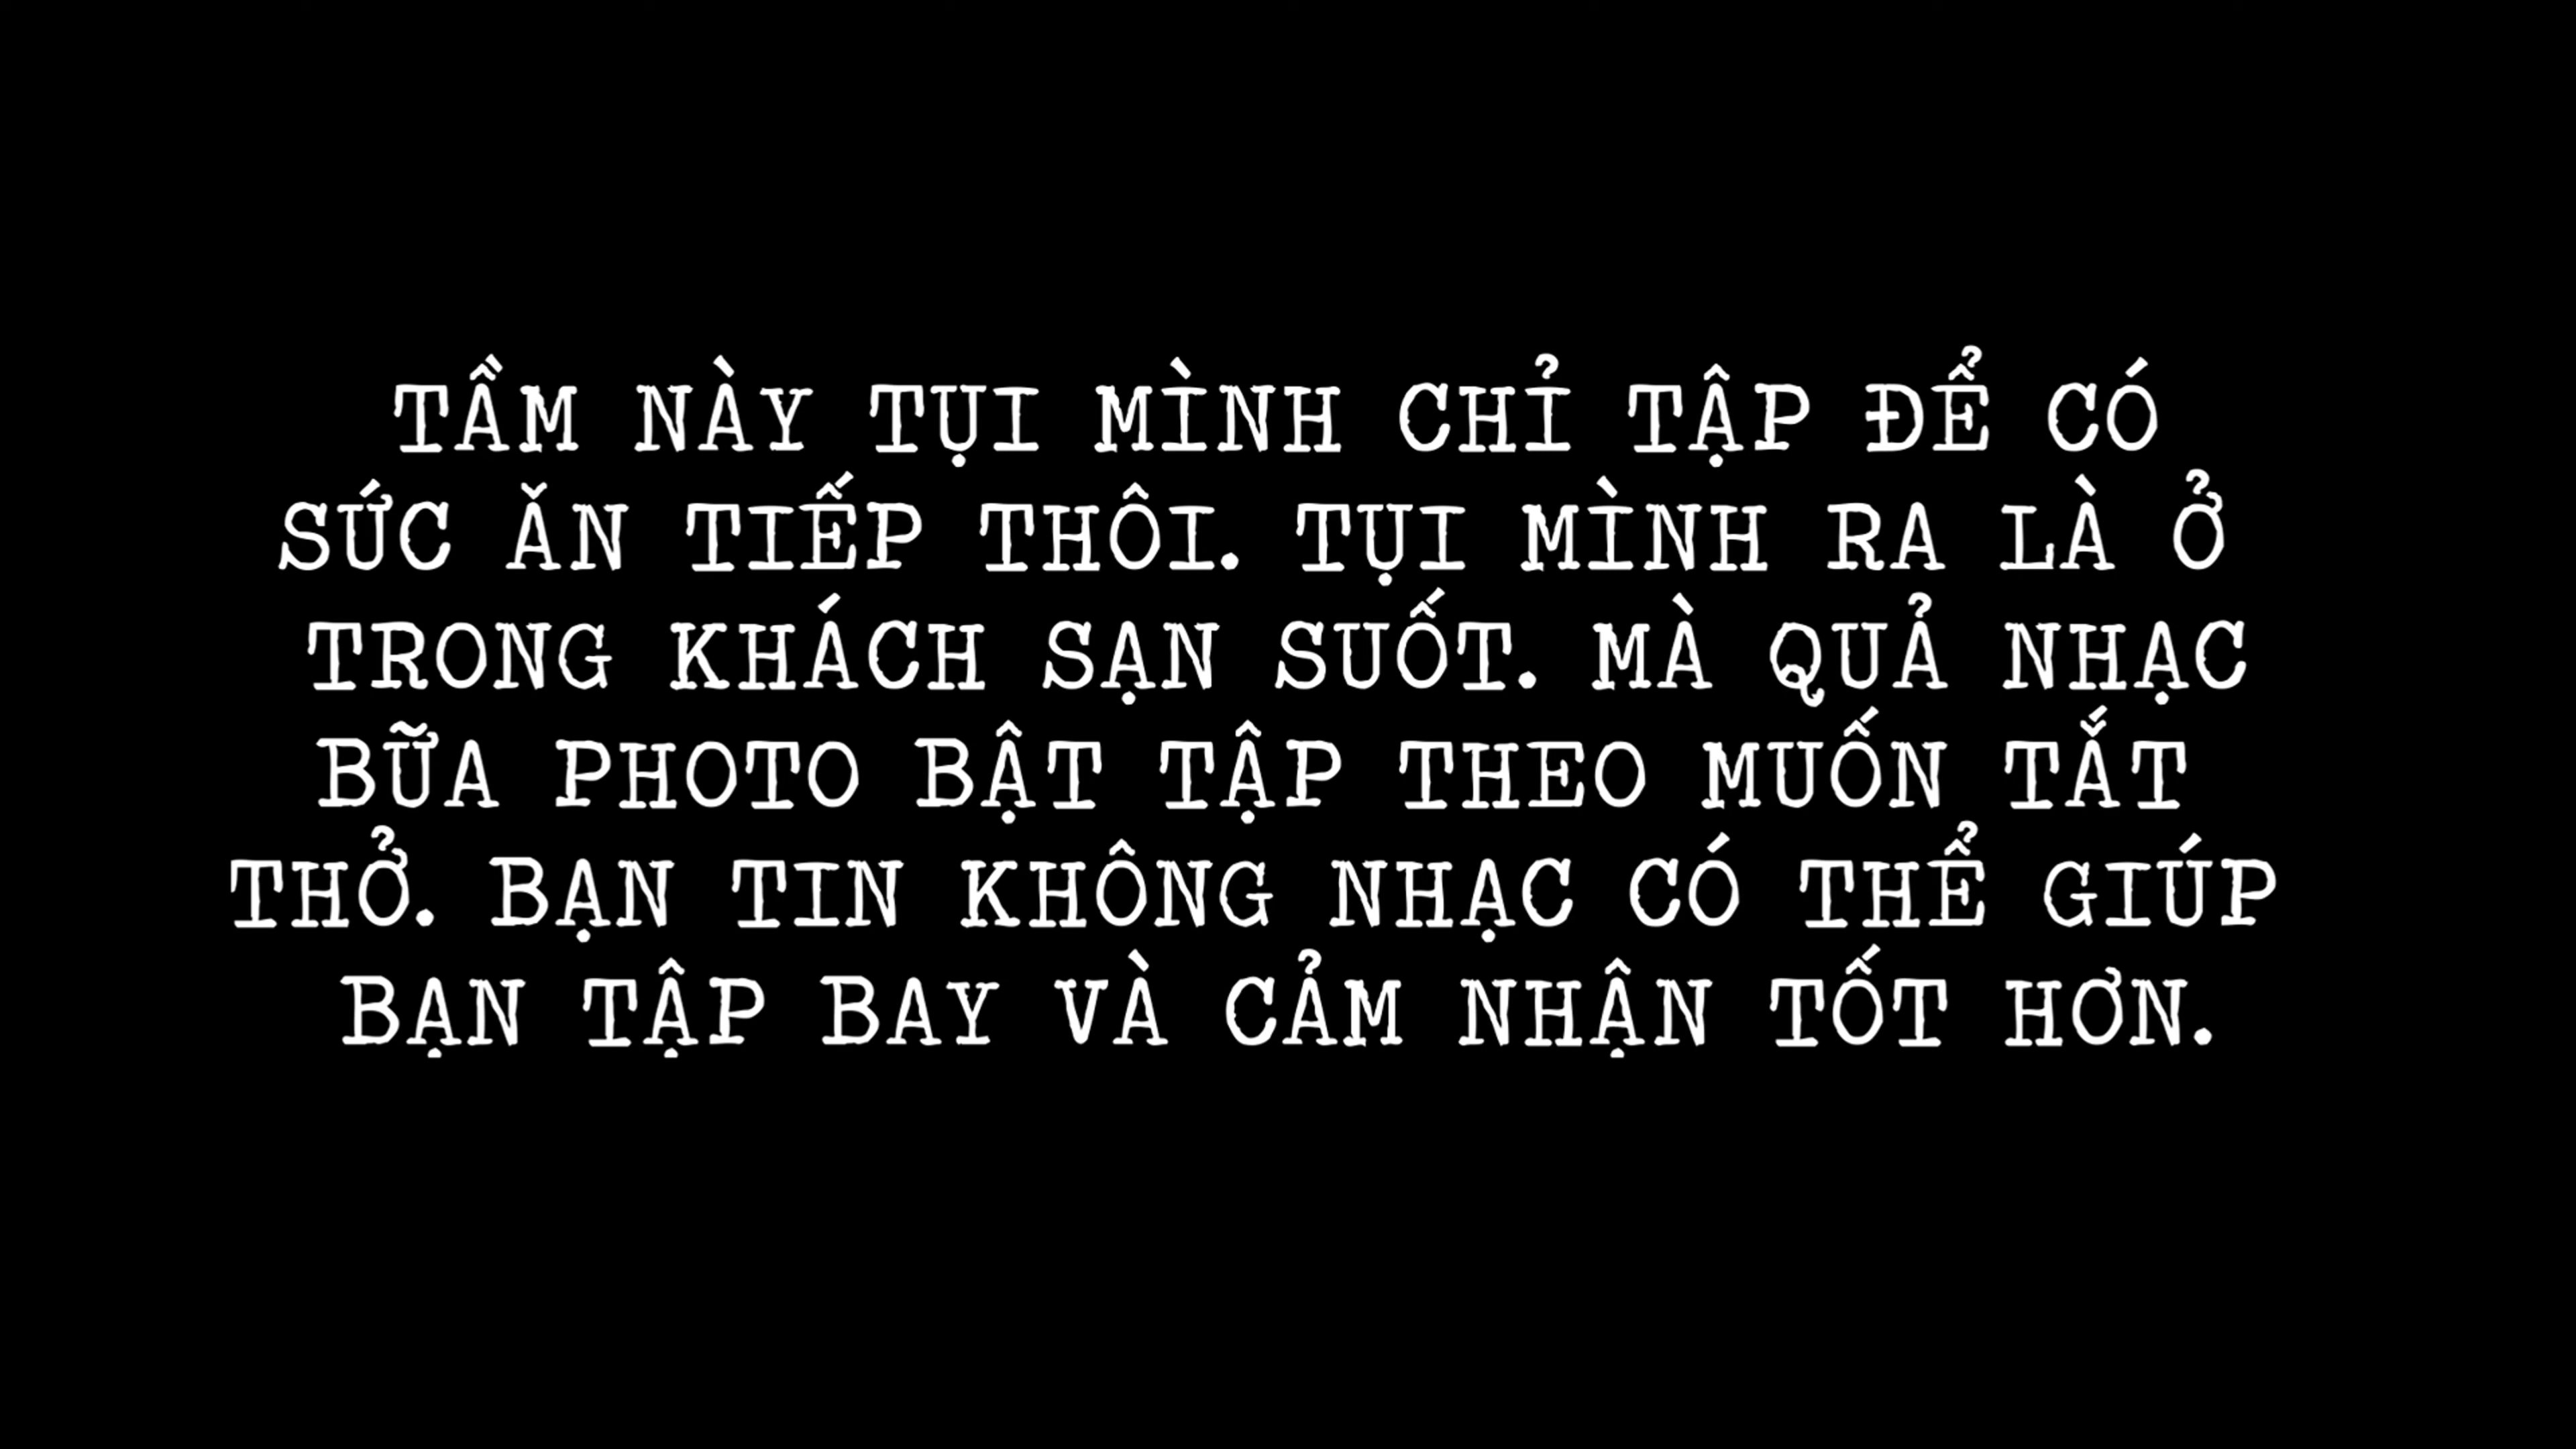 TẦM NÀY TỤI MÌNH CHỈ TẬP ĐỂ CÓ
SỨC ĂN TIẾP THÔI. TỤI MÌNH RA LÀ Ở
TRONG KHÁCH SẠN SUỐT. MÀ QUẢ NHẠC
BỮA PHOTO BẬT TẬP THEO MUỐN TẮT
THỞ. BẠN TIN KHÔNG NHẠC CÓ THỂ GIÚP
BẠN TẬP BAY VÀ CẢM NHẬN TỐT HƠN.